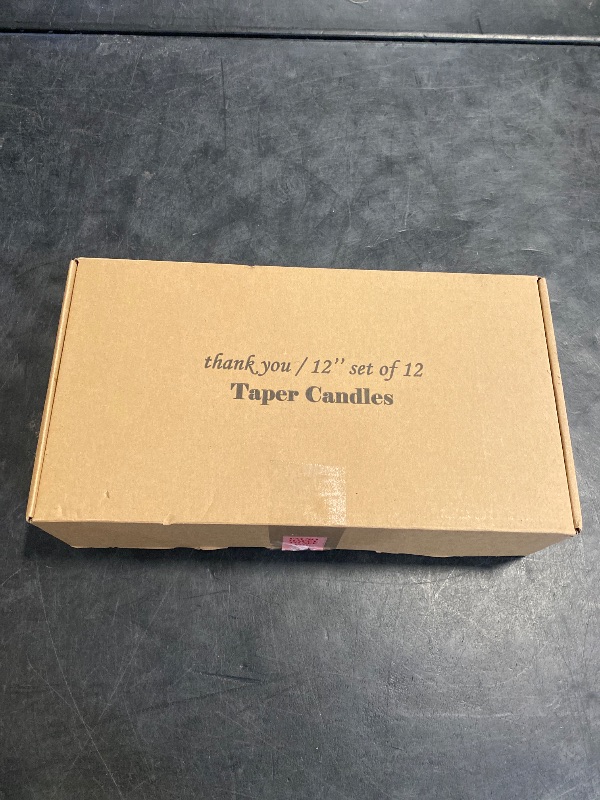 thank you / 12’’ set of 12
Taper Candles